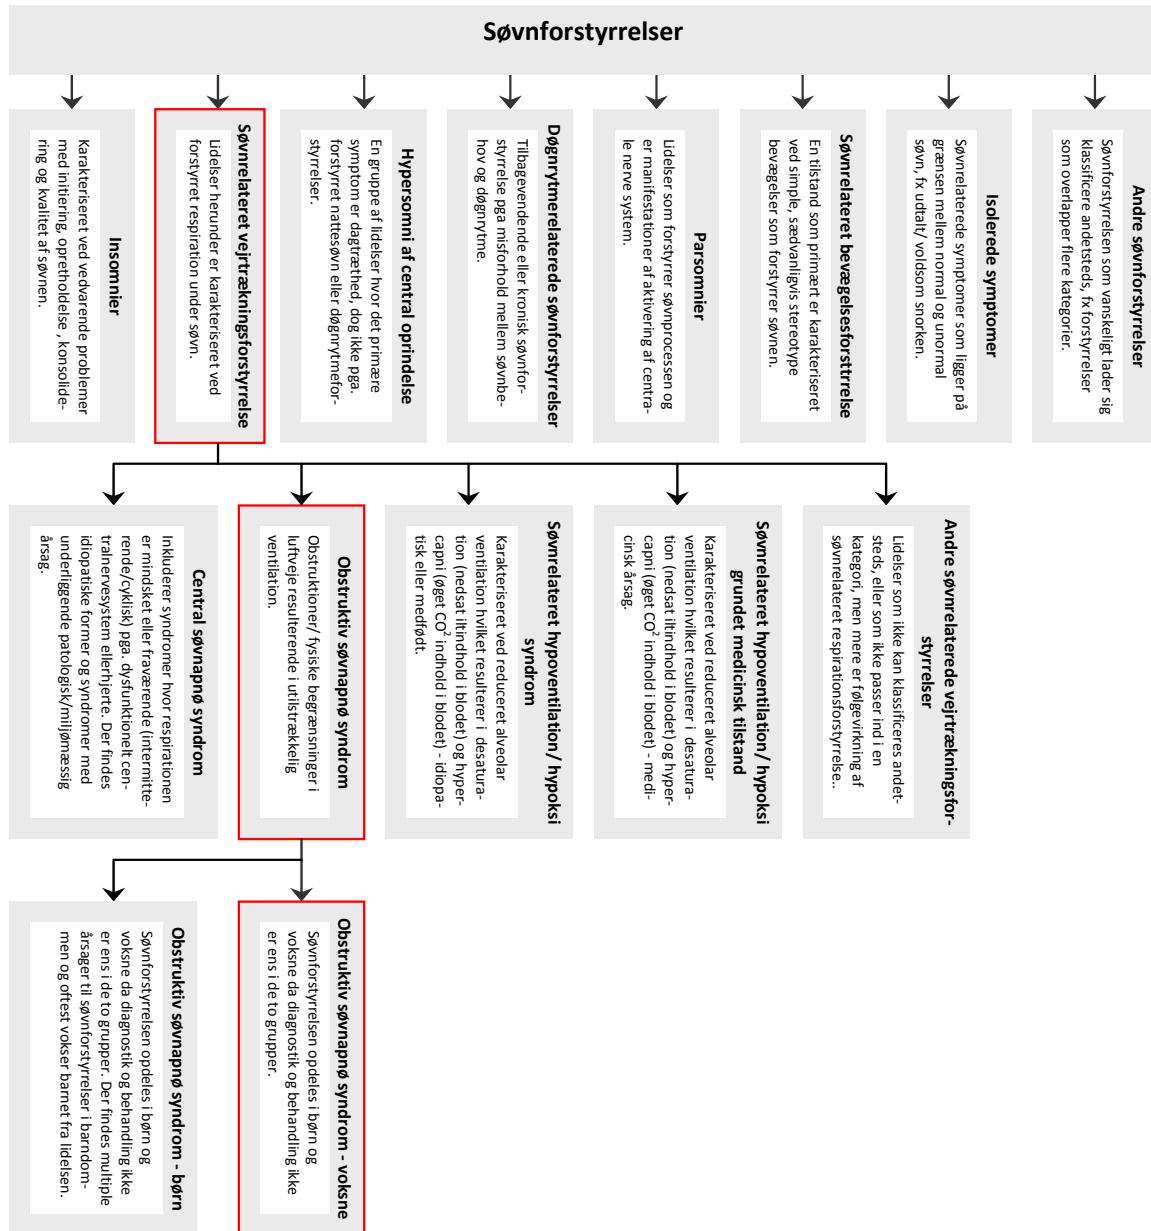 Søvnforstyrrelser
Insomnier
Karakteriseret ved vedvarende problemer
med initiering, opretholdelse , konsolide-
ring og kvalitet af søvnen.
Søvnrelateret vejrtrækningsforstyrrelse
Lidelser herunder er karakteriseret ved
forstyrret respiration under søvn.
Hypersomni af central oprindelse
En gruppe af lidelser hvor det primære
symptom er dagtræthed, dog ikke pga.
forstyrret nattesøvn eller døgnrytmefor-
styrrelser.
Døgnrytmerelaterede søvnforstyrrelser
Tilbagevendende eller kronisk søvnfor-
styrrelse pga misforhold mellem søvnbe-
hov og døgnrytme.
Parsomnier
Lidelser som forstyrrer søvnprocessen og
er manifestationer af aktivering af centra-
le nerve system.
Søvnrelateret bevægelsesforsttrrelse
En tilstand som primært er karakteriseret
ved simple, sædvanligvis stereotype
bevægelser som forstyrrer søvnen.
Isolerede symptomer
Søvnrelaterede symptomer som ligger på
grænsen mellem normal og unormal
søvn, fx udtalt/ voldsom snorken.
Andre søvnforstyrrelser
Søvnforstyrrelsen som vanskeligt lader sig
klassificere andetsteds, fx forstyrrelser
som overlapper flere kategorier.
Central søvnapnø syndrom
Inkluderer syndromer hvor respirationen
er mindsket eller fraværende (intermitte-
rende/cyklisk) pga. dysfunktionelt cen-
tralnervesystem ellerhjerte. Der findes
idiopatiske former og syndromer med
underliggende patologisk/miljømæssig
årsag.
Obstruktiv søvnapnø syndrom
Obstruktioner/ fysiske begrænsninger i
luftveje resulterende i utilstrækkelig
ventilation.
Søvnrelateret hypoventilation/ hypoksi
syndrom
Karakteriseret ved reduceret alveolar
ventilation hvilket resulterer i  desatura-
tion (nedsat iltindhold i blodet) og hyper-
capni (øget CO² indhold i blodet) - idiopa-
tisk eller medfødt.
Søvnrelateret hypoventilation/ hypoksi
grundet medicinsk tilstand
Karakteriseret ved reduceret alveolar
ventilation hvilket resulterer i  desatura-
tion (nedsat iltindhold i blodet) og hyper-
capni (øget CO² indhold i blodet) - medi-
cinsk årsag.
Andre søvnrelaterede vejrtrækningsfor-
styrrelser
Lidelser som ikke kan klassificeres andet-
steds, eller som ikke passer ind i en
kategori, men mere er følgevirkning af
søvnrelateret respirationsforstyrrelse..
Obstruktiv søvnapnø syndrom - børn
Søvnforstyrrelsen opdeles i børn og
voksne da diagnostik og behandling ikke
er ens i de to grupper. Der findes multiple
årsager til søvnforstyrrelser i barndom-
men og oftest vokser barnet fra lidelsen.
Obstruktiv søvnapnø syndrom - voksne
Søvnforstyrrelsen opdeles i børn og
voksne da diagnostik og behandling ikke
er ens i de to grupper.